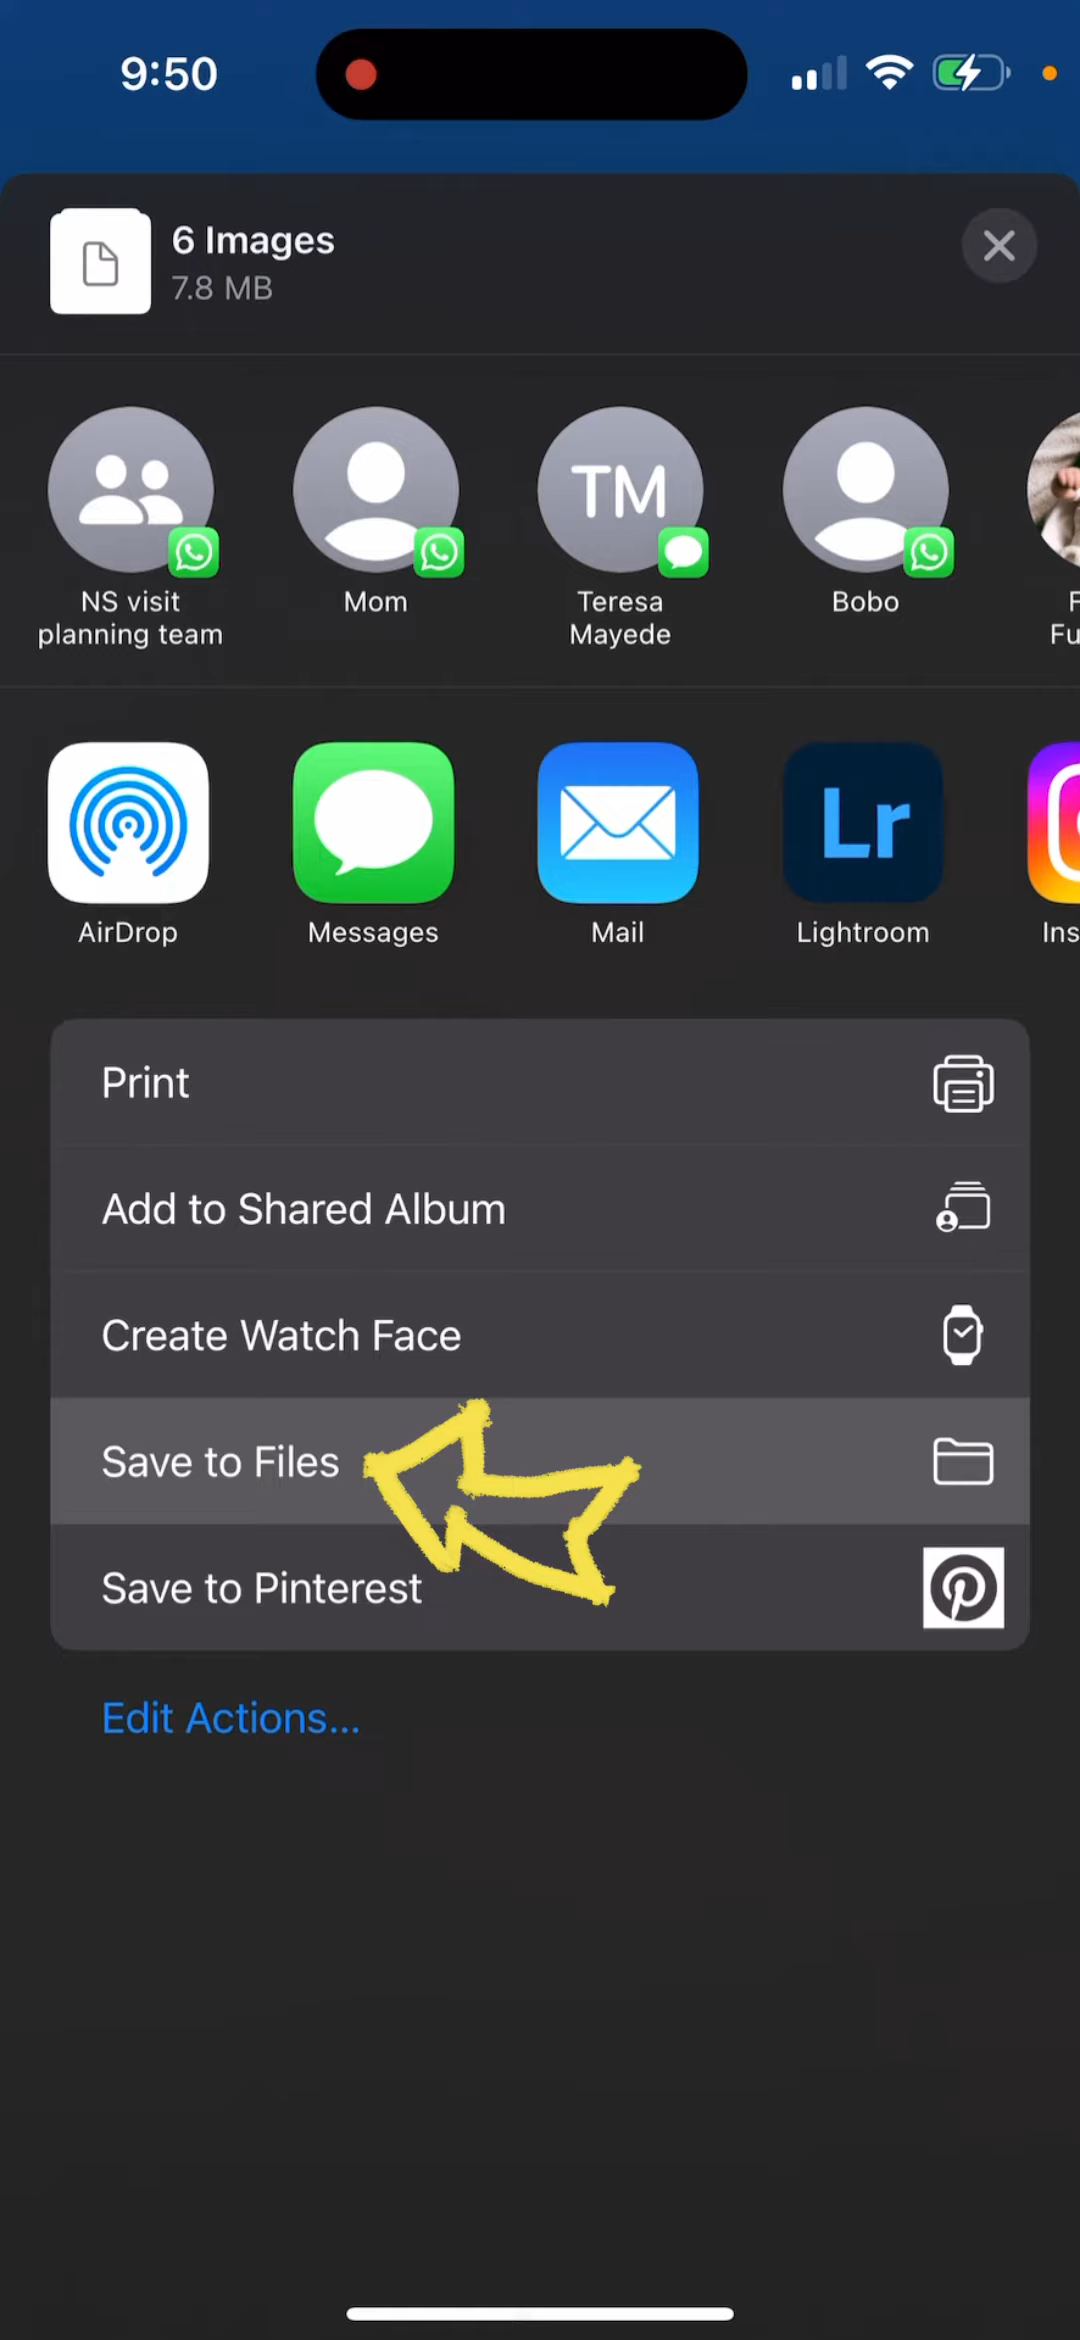 9:50
6 Images
7.8 MB
NS visit
planning team
Mom
TM
Teresa
Mayede
Bobo
F
Fu
AirDrop
Messages
Mail
Lr
Lightroom
Ins
Print
Add to Shared Album
Create Watch Face
Save to Files
Save to Pinterest
Edit Actions...